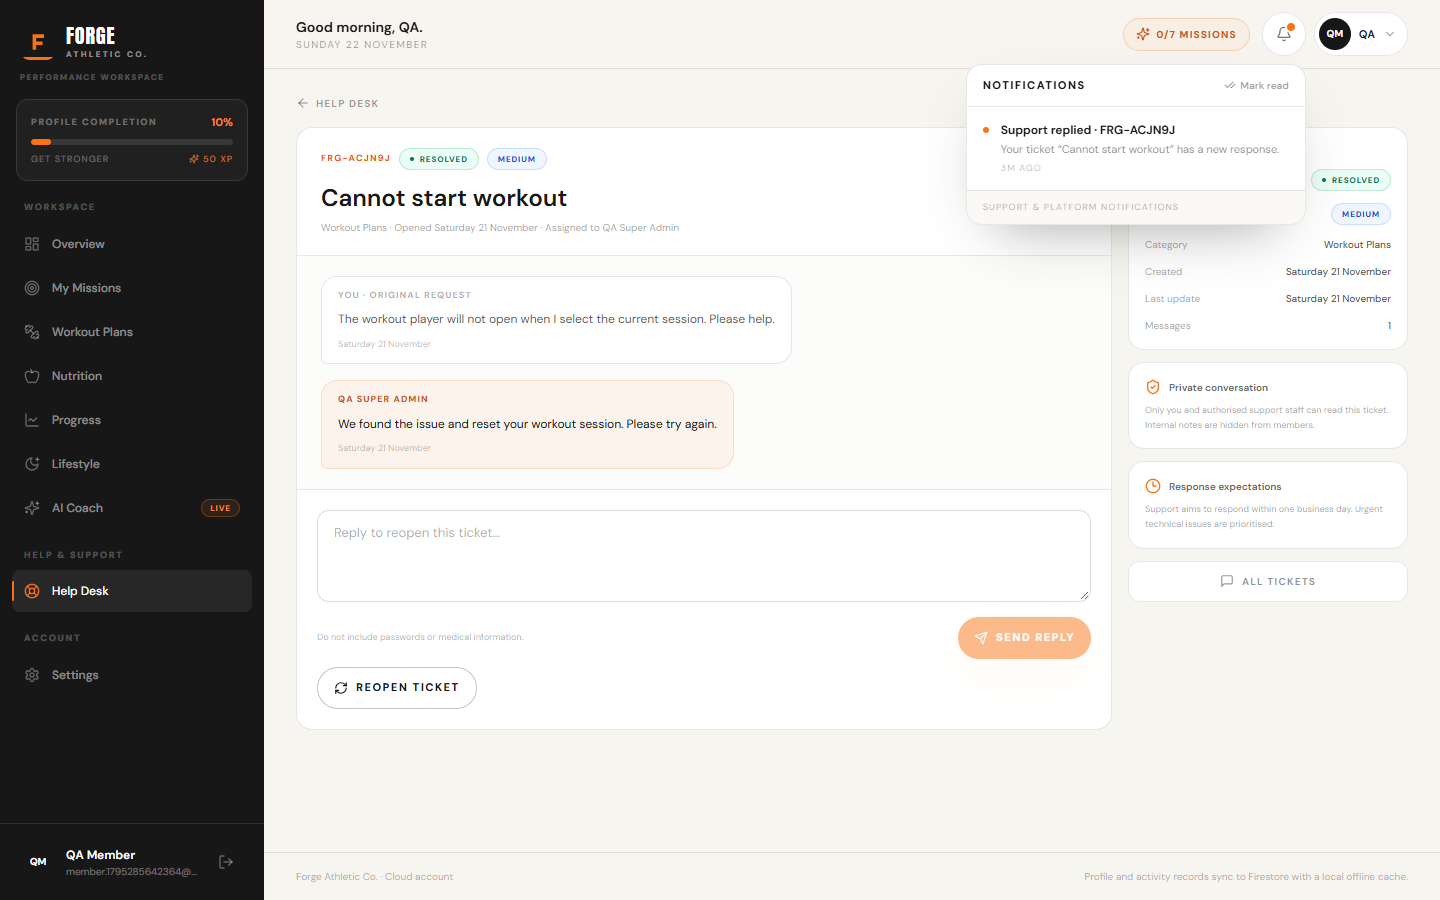 F
FORGE
ATHLETIC CO.
PERFORMANCE WORKSPACE
PROFILE COMPLETION
10%
GET STRONGER
50 XP
WORKSPACE
Overview
My Missions
Workout Plans
Nutrition
Progress
Lifestyle
AI Coach
LIVE
HELP & SUPPORT
Help Desk
ACCOUNT
Settings
QM
QA Member
member.1795285642364@...
Good morning, QA.
SUNDAY 22 NOVEMBER
0/7 MISSIONS
QM
QA
HELP DESK
FRG-ACJN9J
RESOLVED
MEDIUM
Cannot start workout
Workout Plans · Opened Saturday 21 November · Assigned to QA Super Admin
YOU · ORIGINAL REQUEST
The workout player will not open when I select the current session. Please help.
Saturday 21 November
QA SUPER ADMIN
We found the issue and reset your workout session. Please try again.
Saturday 21 November
Reply to reopen this ticket...
Do not include passwords or medical information.
SEND REPLY
REOPEN TICKET
NOTIFICATIONS
Mark read
Support replied · FRG-ACJN9J
Your ticket “Cannot start workout” has a new response.
3M AGO
SUPPORT & PLATFORM NOTIFICATIONS
RESOLVED
MEDIUM
Category
Workout Plans
Created
Saturday 21 November
Last update
Saturday 21 November
Messages
1
Private conversation
Only you and authorised support staff can read this ticket.
Internal notes are hidden from members.
Response expectations
Support aims to respond within one business day. Urgent
technical issues are prioritised.
ALL TICKETS
Forge Athletic Co. · Cloud account
Profile and activity records sync to Firestore with a local offline cache.